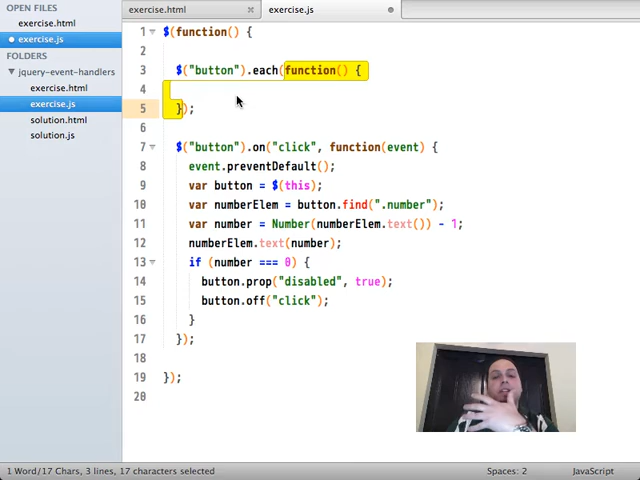 OPEN FILES
exercise.html
exercise.js
FOLDERS
jquery-event-handlers
exercise.html
exercise.js
solution.html
solution.js
exercise.html
exercise.js
1 $(function() {
2
3 $("button").each(function() {
4
5 });
6
7 $("button").on("click", function(event) {
8 event.preventDefault();
9 var button = $(this);
10 var numberElem = button.find(".number");
11 var number = Number(numberElem.text()) - 1;
12 numberElem.text(number);
13 if (number === 0) {
14 button.prop("disabled", true);
15 button.off("click");
16 }
17 });
18
19 });
20
1 Word/17 Chars, 3 lines, 17 characters selected
Spaces: 2
JavaScript